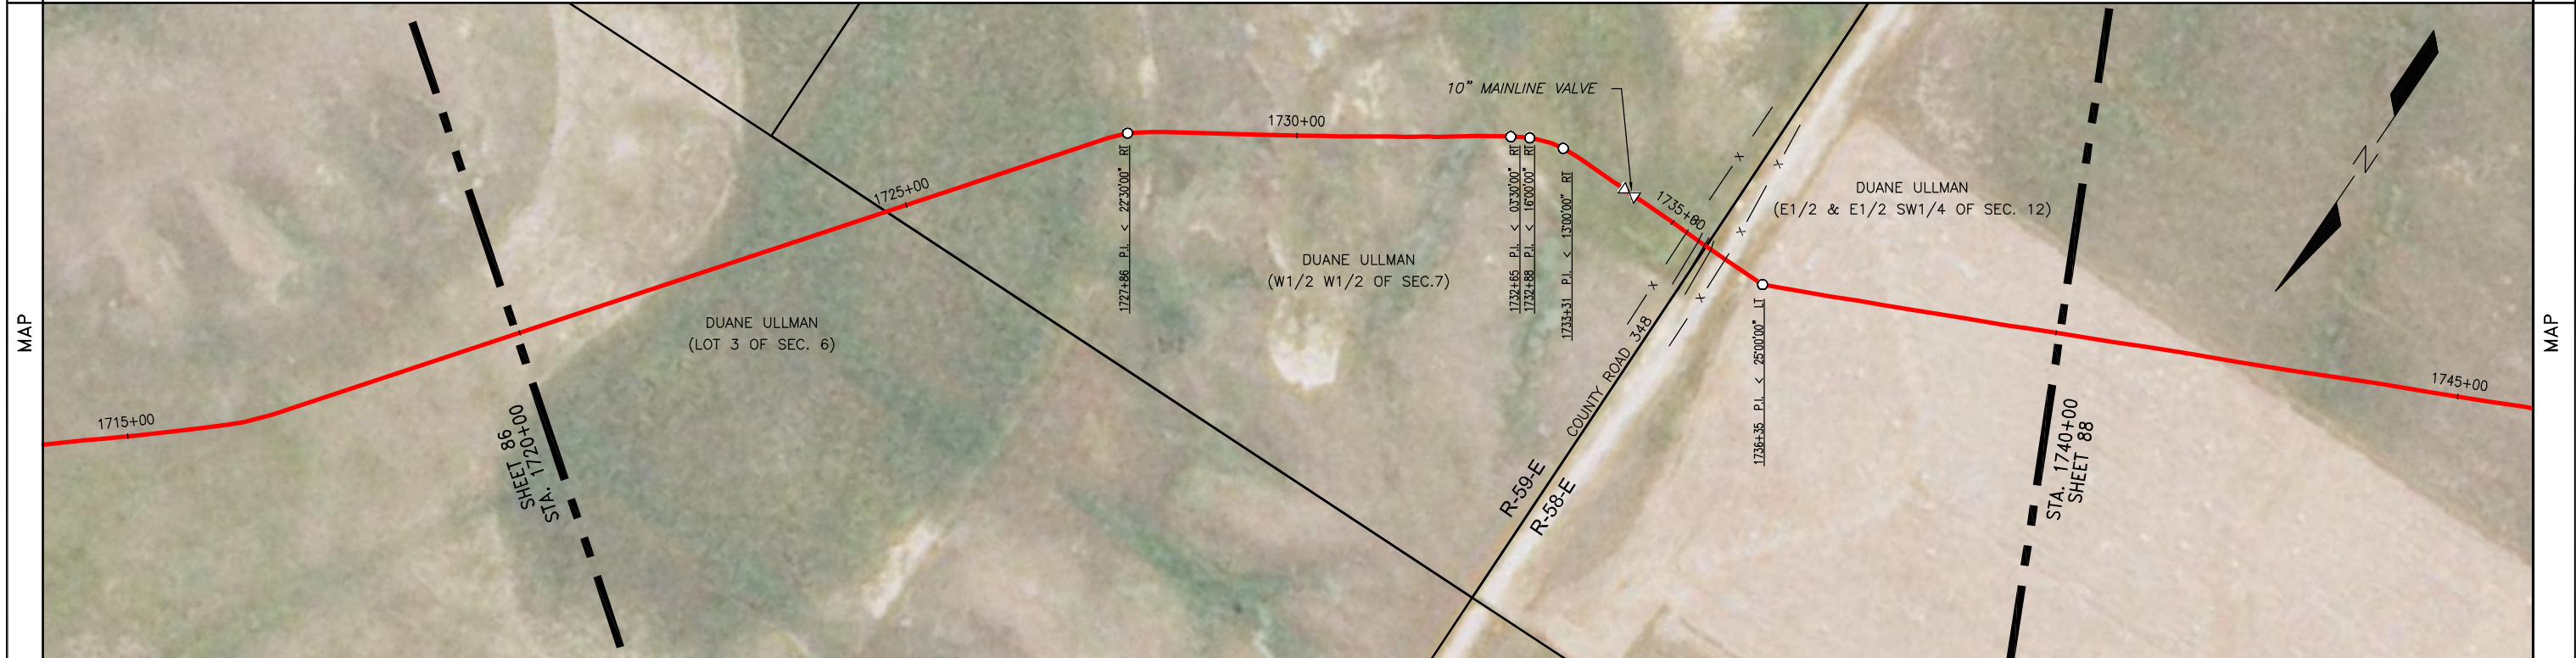 MAP
1715+00
SHEET 86
STA. 1720+00
DUANE ULLMAN
(LOT 3 OF SEC. 6)
1725+00
1727+86 P.I. < 22°30'00" RT
1730+00
DUANE ULLMAN
(W1/2 W1/2 OF SEC.7)
10" MAINLINE VALVE
1732+65 P.I. < 03°30'00" RT
1732+88 P.I. < 16°00'00" RT
1733+31 P.I. < 13°00'00" RT
1735+00
COUNTY ROAD 348
R-59-E
R-58-E
1736+35 P.I. < 25°00'00" LT
DUANE ULLMAN
(E1/2 & E1/2 SW1/4 OF SEC. 12)
STA. 1740+00
SHEET 88
1745+00
N
MAP